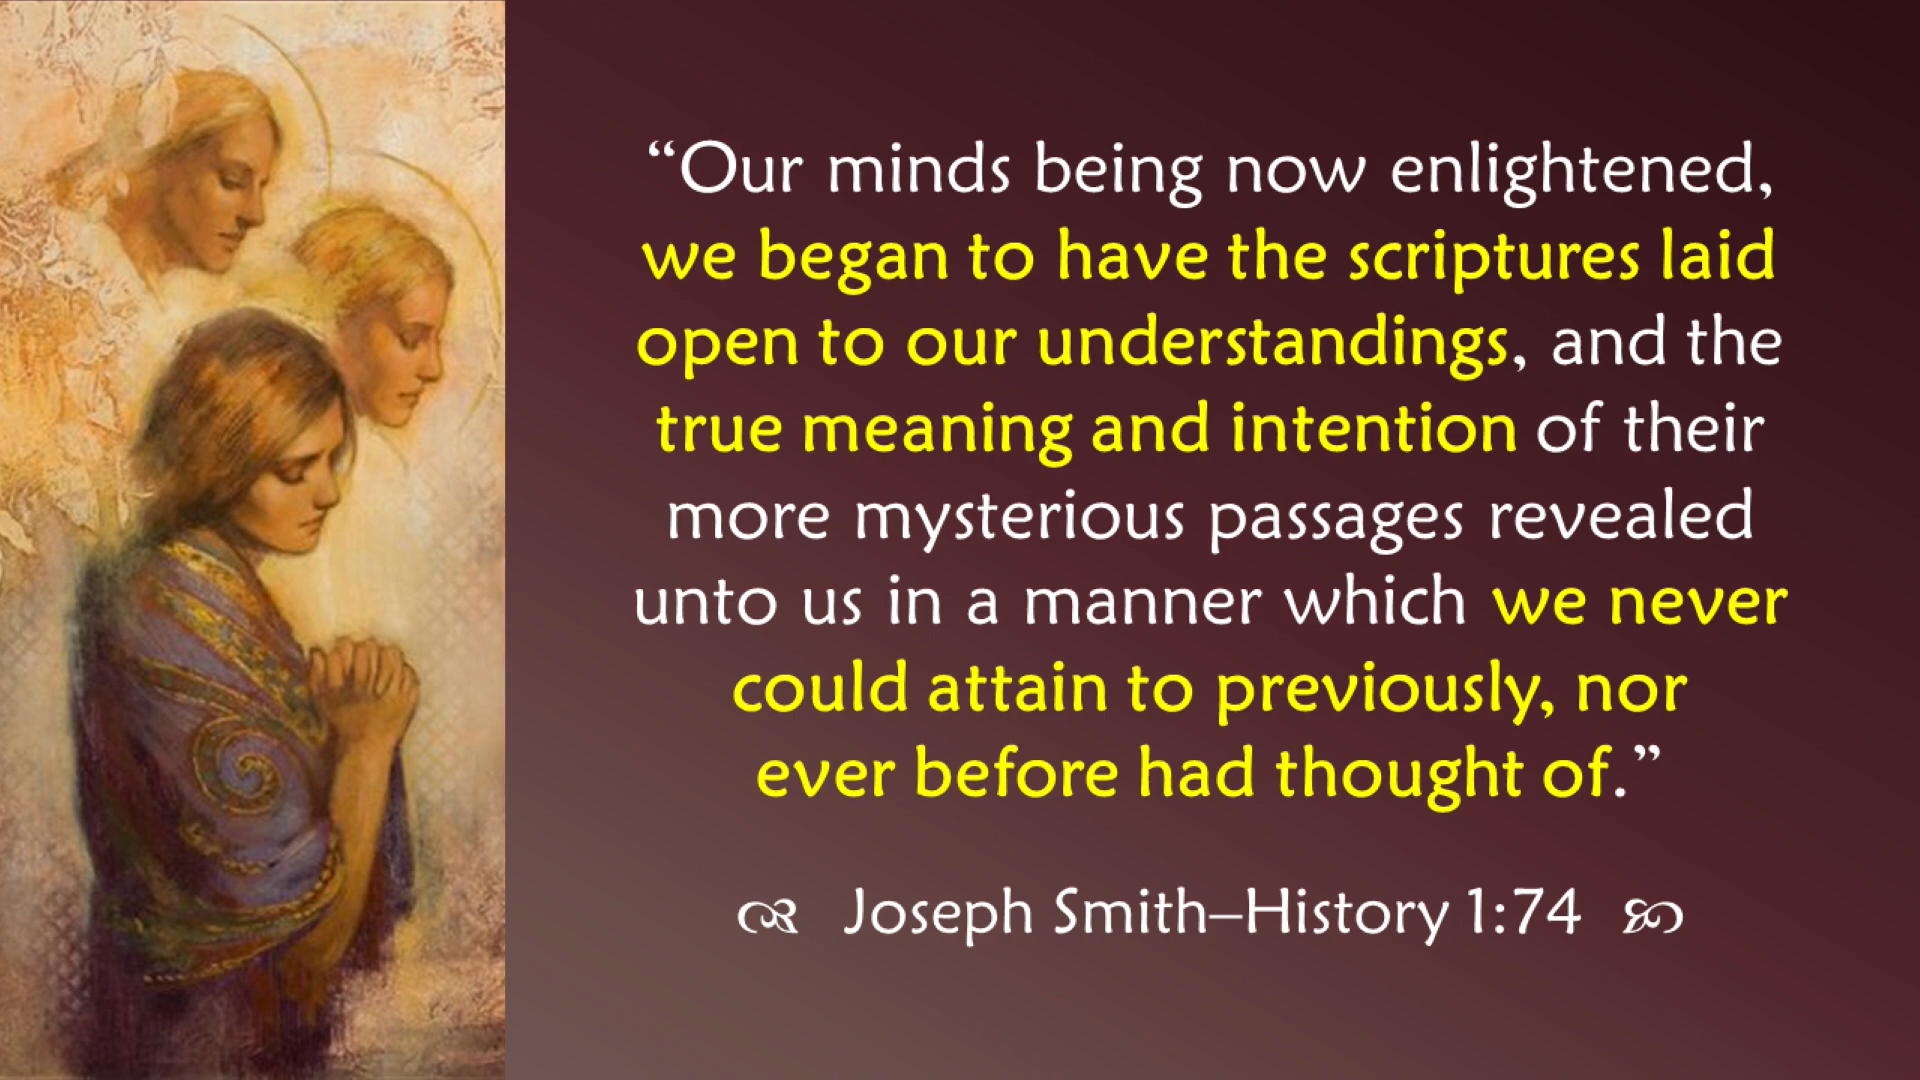 “Our minds being now enlightened,
we began to have the scriptures laid
open to our understandings, and the
true meaning and intention of their
more mysterious passages revealed
unto us in a manner which we never
could attain to previously, nor
ever before had thought of.”
Joseph Smith–History 1:74